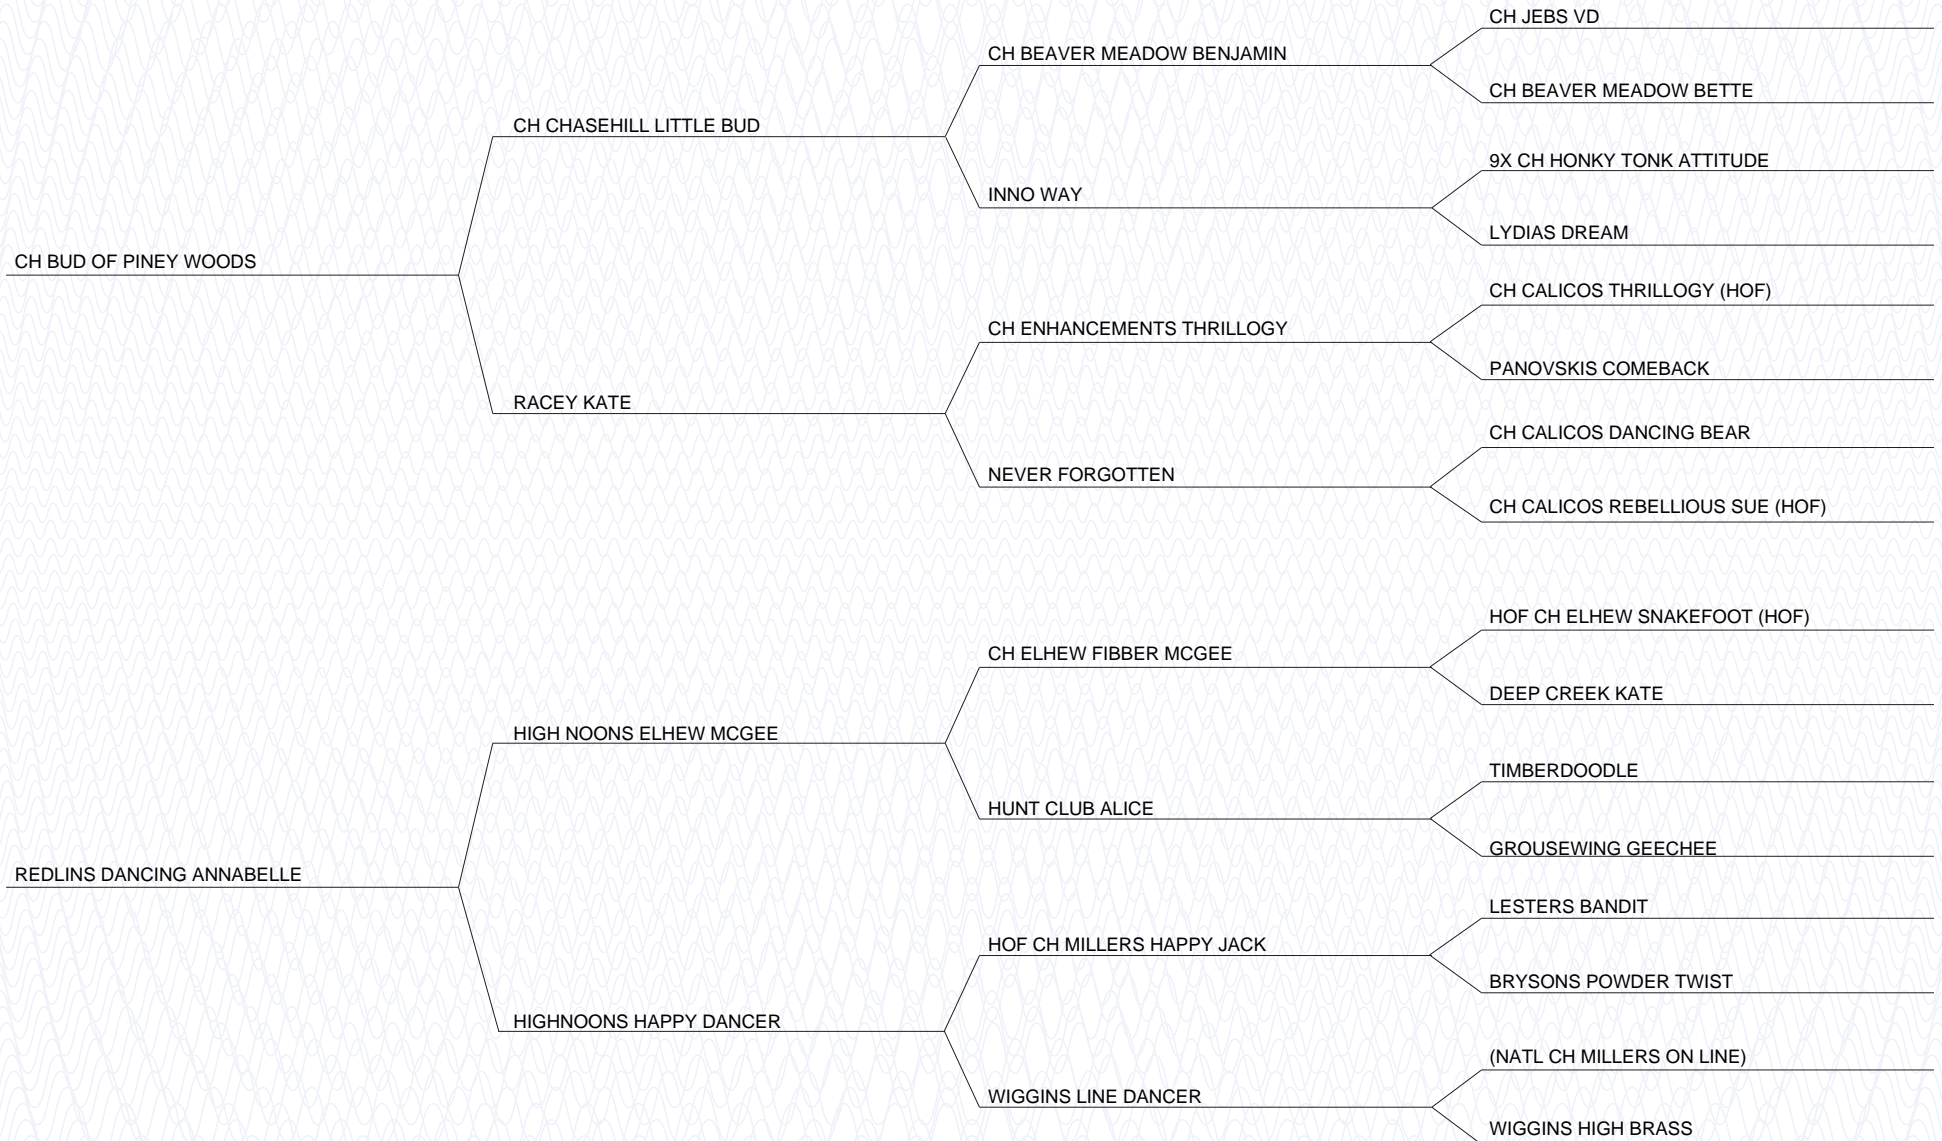 CH JEBS VD
CH BEAVER MEADOW BENJAMIN
CH BEAVER MEADOW BETTE
CH CHASEHILL LITTLE BUD
9X CH HONKY TONK ATTITUDE
INNO WAY
LYDIAS DREAM
CH BUD OF PINEY WOODS
CH CALICOS THRILLOGY (HOF)
CH ENHANCEMENTS THRILLOGY
PANOVSKIS COMEBACK
RACEY KATE
CH CALICOS DANCING BEAR
NEVER FORGOTTEN
CH CALICOS REBELLIOUS SUE (HOF)
HOF CH ELHEW SNAKEFOOT (HOF)
CH ELHEW FIBBER MCGEE
DEEP CREEK KATE
HIGH NOONS ELHEW MCGEE
TIMBERDOODLE
HUNT CLUB ALICE
GROUSEWING GEECHEE
REDLINS DANCING ANNABELLE
LESTERS BANDIT
HOF CH MILLERS HAPPY JACK
BRYSONS POWDER TWIST
HIGHNOONS HAPPY DANCER
(NATL CH MILLERS ON LINE)
WIGGINS LINE DANCER
WIGGINS HIGH BRASS